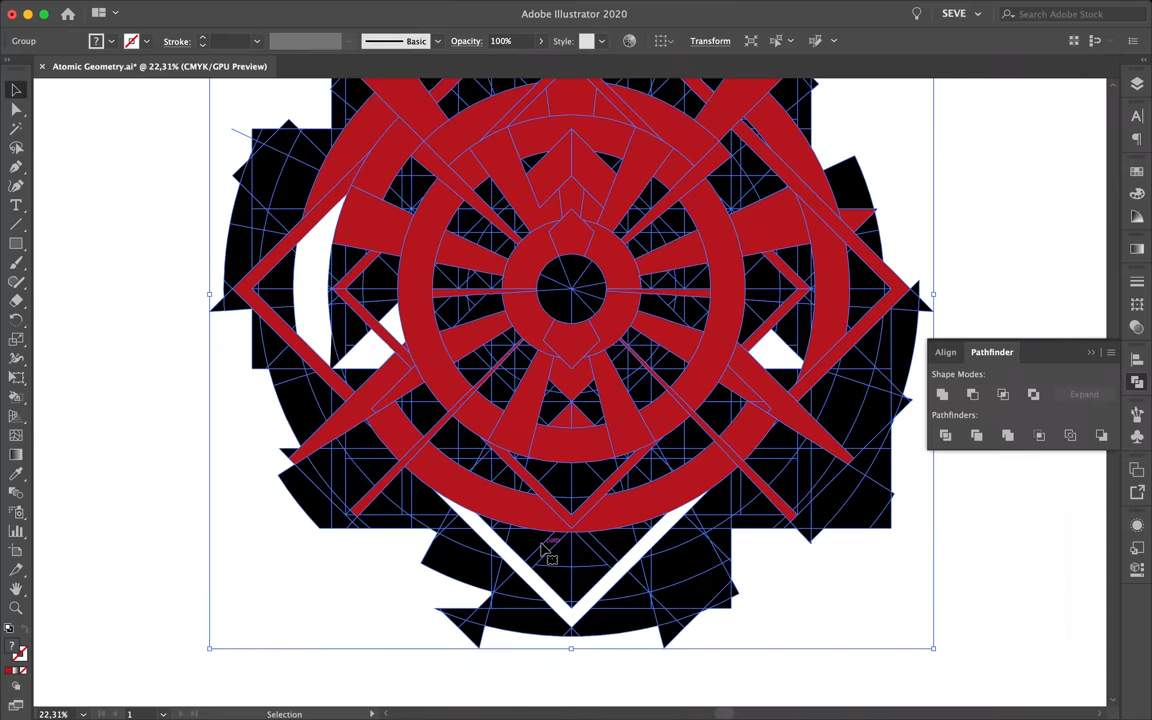 Adobe Illustrator 2020
SEVE
Search Adobe Stock
Group
?
Stroke:
Basic
Opacity:
100%
Style:
Transform
× Atomic Geometry.ai* @ 22,31% (CMYK/GPU Preview)
path
Align
Pathfinder
Shape Modes:
Expand
Pathfinders:
?
22,31%
1
Selection